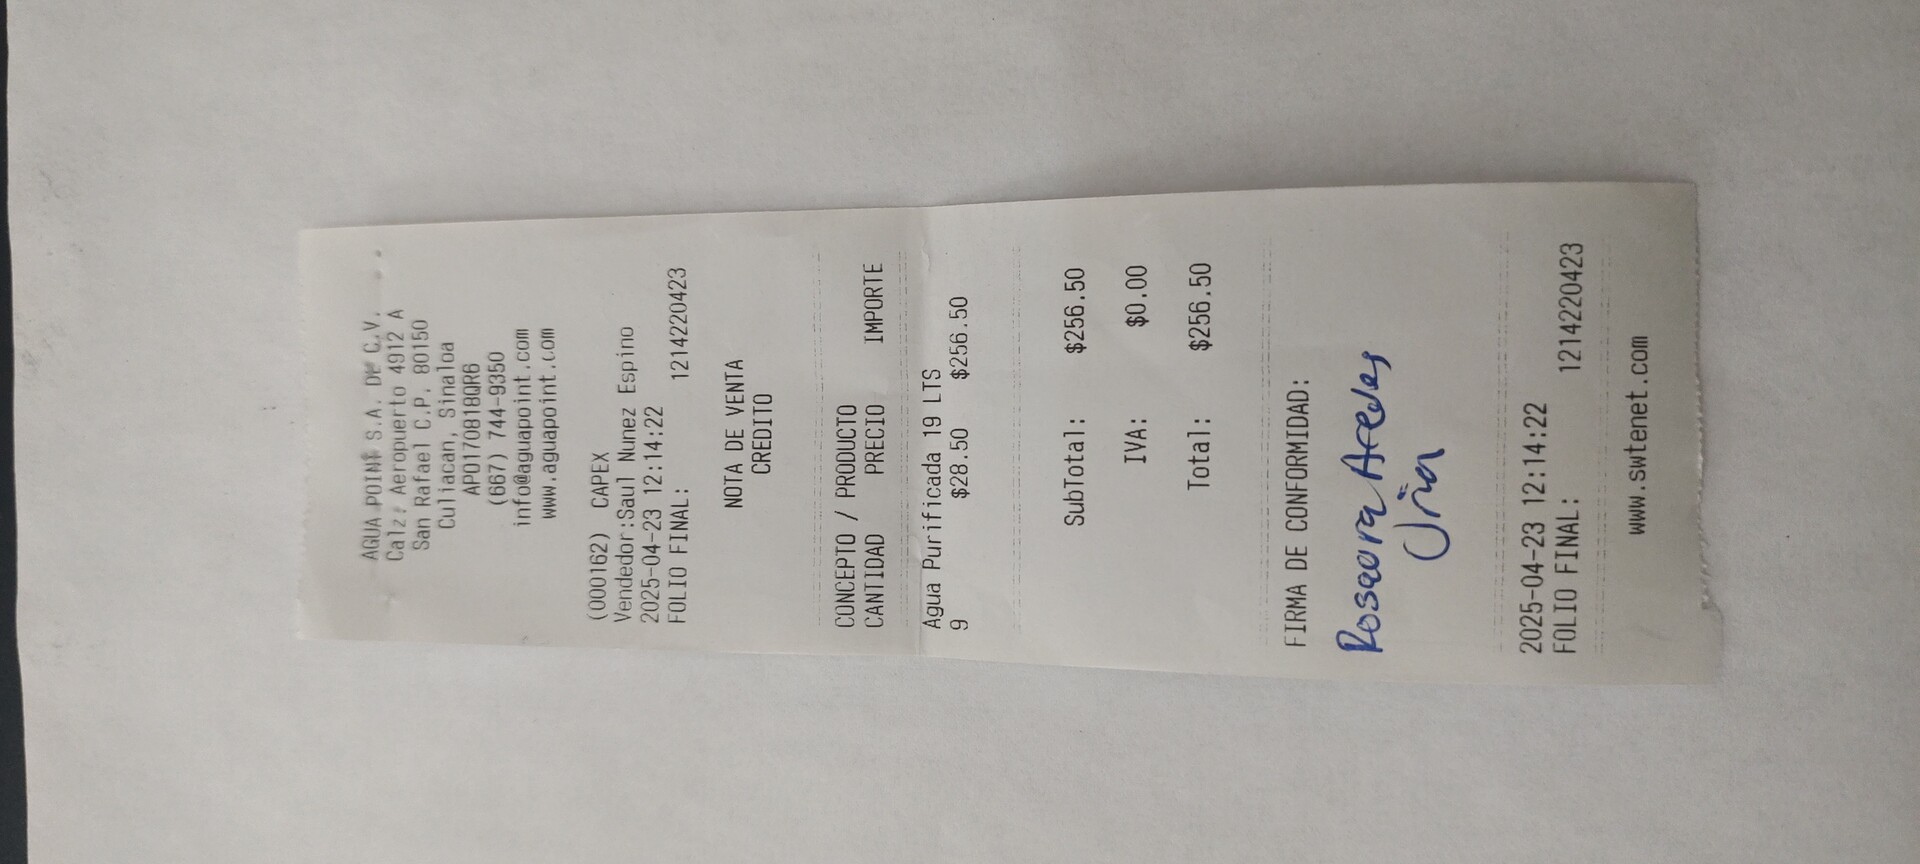 AGUA POINT S.A. De C.V.
Calz. Aeropuerto 4912 A
San Rafael C.P. 80150
Culiacan, Sinaloa
APO170818QR6
(667) 744-9350
info@aguapoint.com
www.aguapoint.com
(000162) CAPEX
Vendedor:Saul Nunez Espino
2025-04-23 12:14:22
FOLIO FINAL: 1214220423
NOTA DE VENTA
CREDITO
CONCEPTO / PRODUCTO
CANTIDAD PRECIO IMPORTE
Agua Purificada 19 LTS
9 $28.50 $256.50
SubTotal: $256.50
IVA: $0.00
Total: $256.50
FIRMA DE CONFORMIDAD:
2025-04-23 12:14:22
FOLIO FINAL: 1214220423
www.swtenet.com